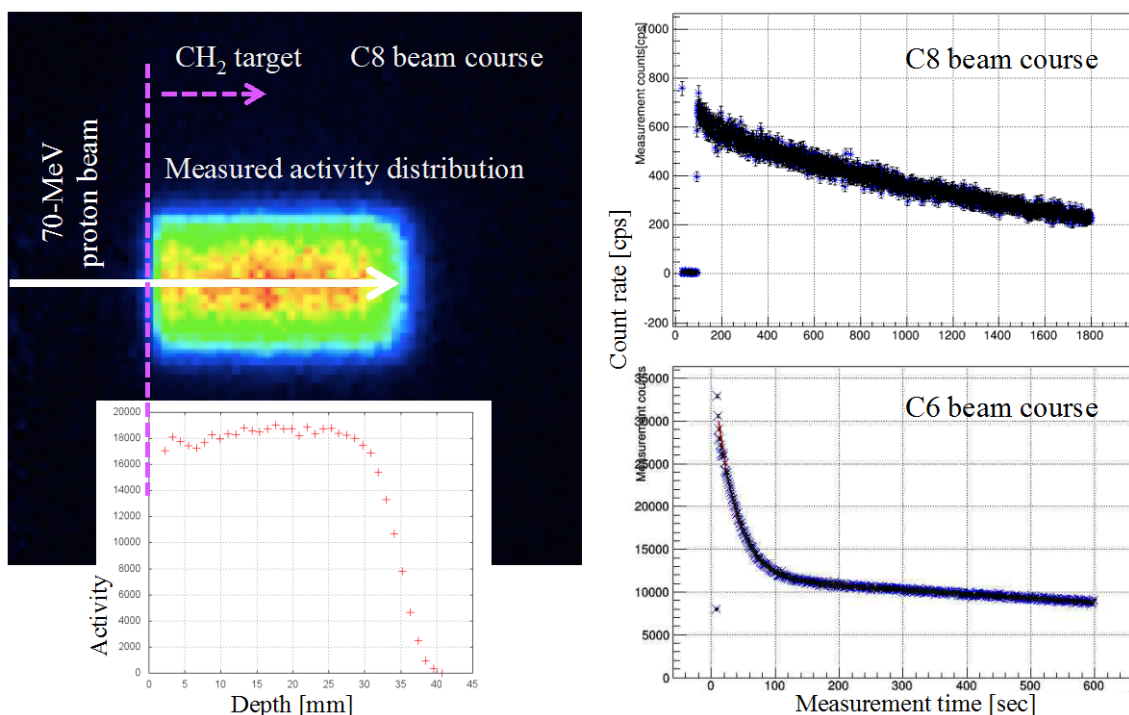 CH2 target
C8 beam course
Measured activity distribution
70-MeV
proton beam
20000
18000
16000
14000
12000
10000
8000
6000
4000
2000
0
0 5 10 15 20 25 30 35 40 45
Activity
Depth [mm]
1000
800
600
400
200
0
-200
Measurement counts[cps]
C8 beam course
0 200 400 600 800 1000 1200 1400 1600 1800
Count rate [cps]
35000
30000
25000
20000
15000
10000
5000
0
Measurement counts
C6 beam course
0 100 200 300 400 500 600
Measurement time [sec]